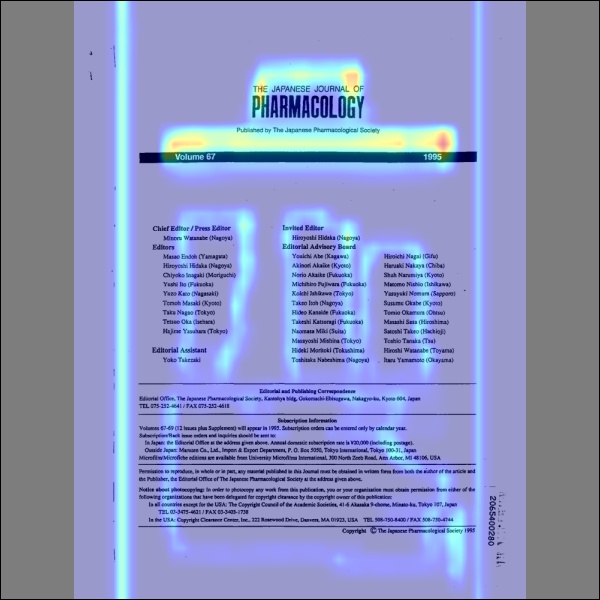 THE JAPANESE JOURNAL OF
PHARMACOLOGY
Published by The Japanese Pharmacological Society
Volume 67 1995
Chief Editor / Press Editor
Minoru Watanabe (Nagoya)
Editors
Masao Endoh (Yamagata)
Hiroyoshi Hidaka (Nagoya)
Chiyoko Inagaki (Moriguchi)
Yushi Ito (Fukuoka)
Yuzo Kato (Nagasaki)
Tomoh Masaki (Kyoto)
Taku Nagao (Tokyo)
Tetsuo Oka (Isehara)
Hajime Yasuhara (Tokyo)
Editorial Assistant
Yoko Takezaki
Invited Editor
Hiroyoshi Hidaka (Nagoya)
Editorial Advisory Board
Youichi Abe (Kagawa)
Akinori Akaike (Kyoto)
Norio Akaike (Fukuoka)
Michihiro Fujiwara (Fukuoka)
Koichi Ishikawa (Tokyo)
Takeo Itoh (Nagoya)
Hideo Kanaide (Fukuoka)
Takeshi Katsuragi (Fukuoka)
Naomasa Miki (Suita)
Masayoshi Mishina (Tokyo)
Hideki Moritoki (Tokushima)
Toshitaka Nabeshima (Nagoya)
Hiroichi Nagai (Gifu)
Haruaki Nakaya (Chiba)
Shuh Narumiya (Kyoto)
Matomo Nishio (Ishikawa)
Yasuyuki Nomura (Sapporo)
Susumu Okabe (Kyoto)
Tomio Okamura (Ohtsu)
Masashi Sasa (Hiroshima)
Satoshi Takeo (Hachioji)
Yoshio Tanaka (Tsu)
Hiroshi Watanabe (Toyama)
Itaru Yamamoto (Okayama)
Editorial and Publishing Correspondence
Editorial Office, The Japanese Pharmacological Society, Kantohya bldg, Gokomachi-Ebisugawa, Nakagyo-ku, Kyoto 604, Japan
TEL 075-252-4641 / FAX 075-252-4618
Subscription Information
Volumes 67-69 (12 issues plus Supplement) will appear in 1995. Subscription orders can be entered only by calendar year.
Subscription/Back issue orders and inquiries should be sent to:
In Japan: the Editorial Office at the address given above. Annual domestic subscription rate is ¥20,000 (including postage).
Outside Japan: Maruzen Co., Ltd., Import & Export Department, P. O. Box 5050, Tokyo International, Tokyo 100-31, Japan
Microfilm/Microfiche editions are available from University Microfilms International, 300 North Zeeb Road, Ann Arbor, MI 48106, USA
Permission to reproduce, in whole or in part, any material published in this Journal must be obtained in written form from both the author of the article and
the Publisher, the Editorial Office of The Japanese Pharmacological Society at the address given above.
Notice about photocopying: In order to photocopy any work from this publication, you or your organization must obtain permission from either of the
following organizations that have been delegated for copyright clearance by the copyright owner of this publication:
In all countries except for the USA: The Copyright Council of the Academic Societies, 41-6 Akasaka 9-chome, Minato-ku, Tokyo 107, Japan
TEL 03-3475-4621 / FAX 03-3403-1738
In the USA: Copyright Clearance Center, Inc., 222 Rosewood Drive, Danvers, MA 01923, USA TEL 508-750-8400 / FAX 508-750-4744
Copyright © The Japanese Pharmacological Society 1995
2065400280